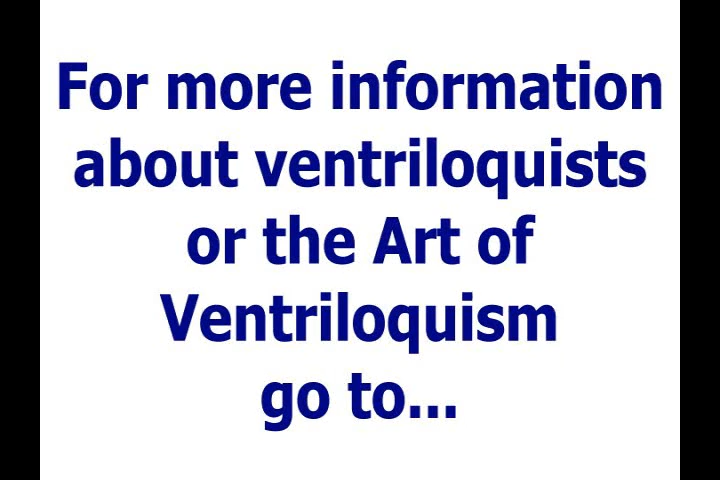 For more information
about ventriloquists
or the Art of
Ventriloquism
go to...